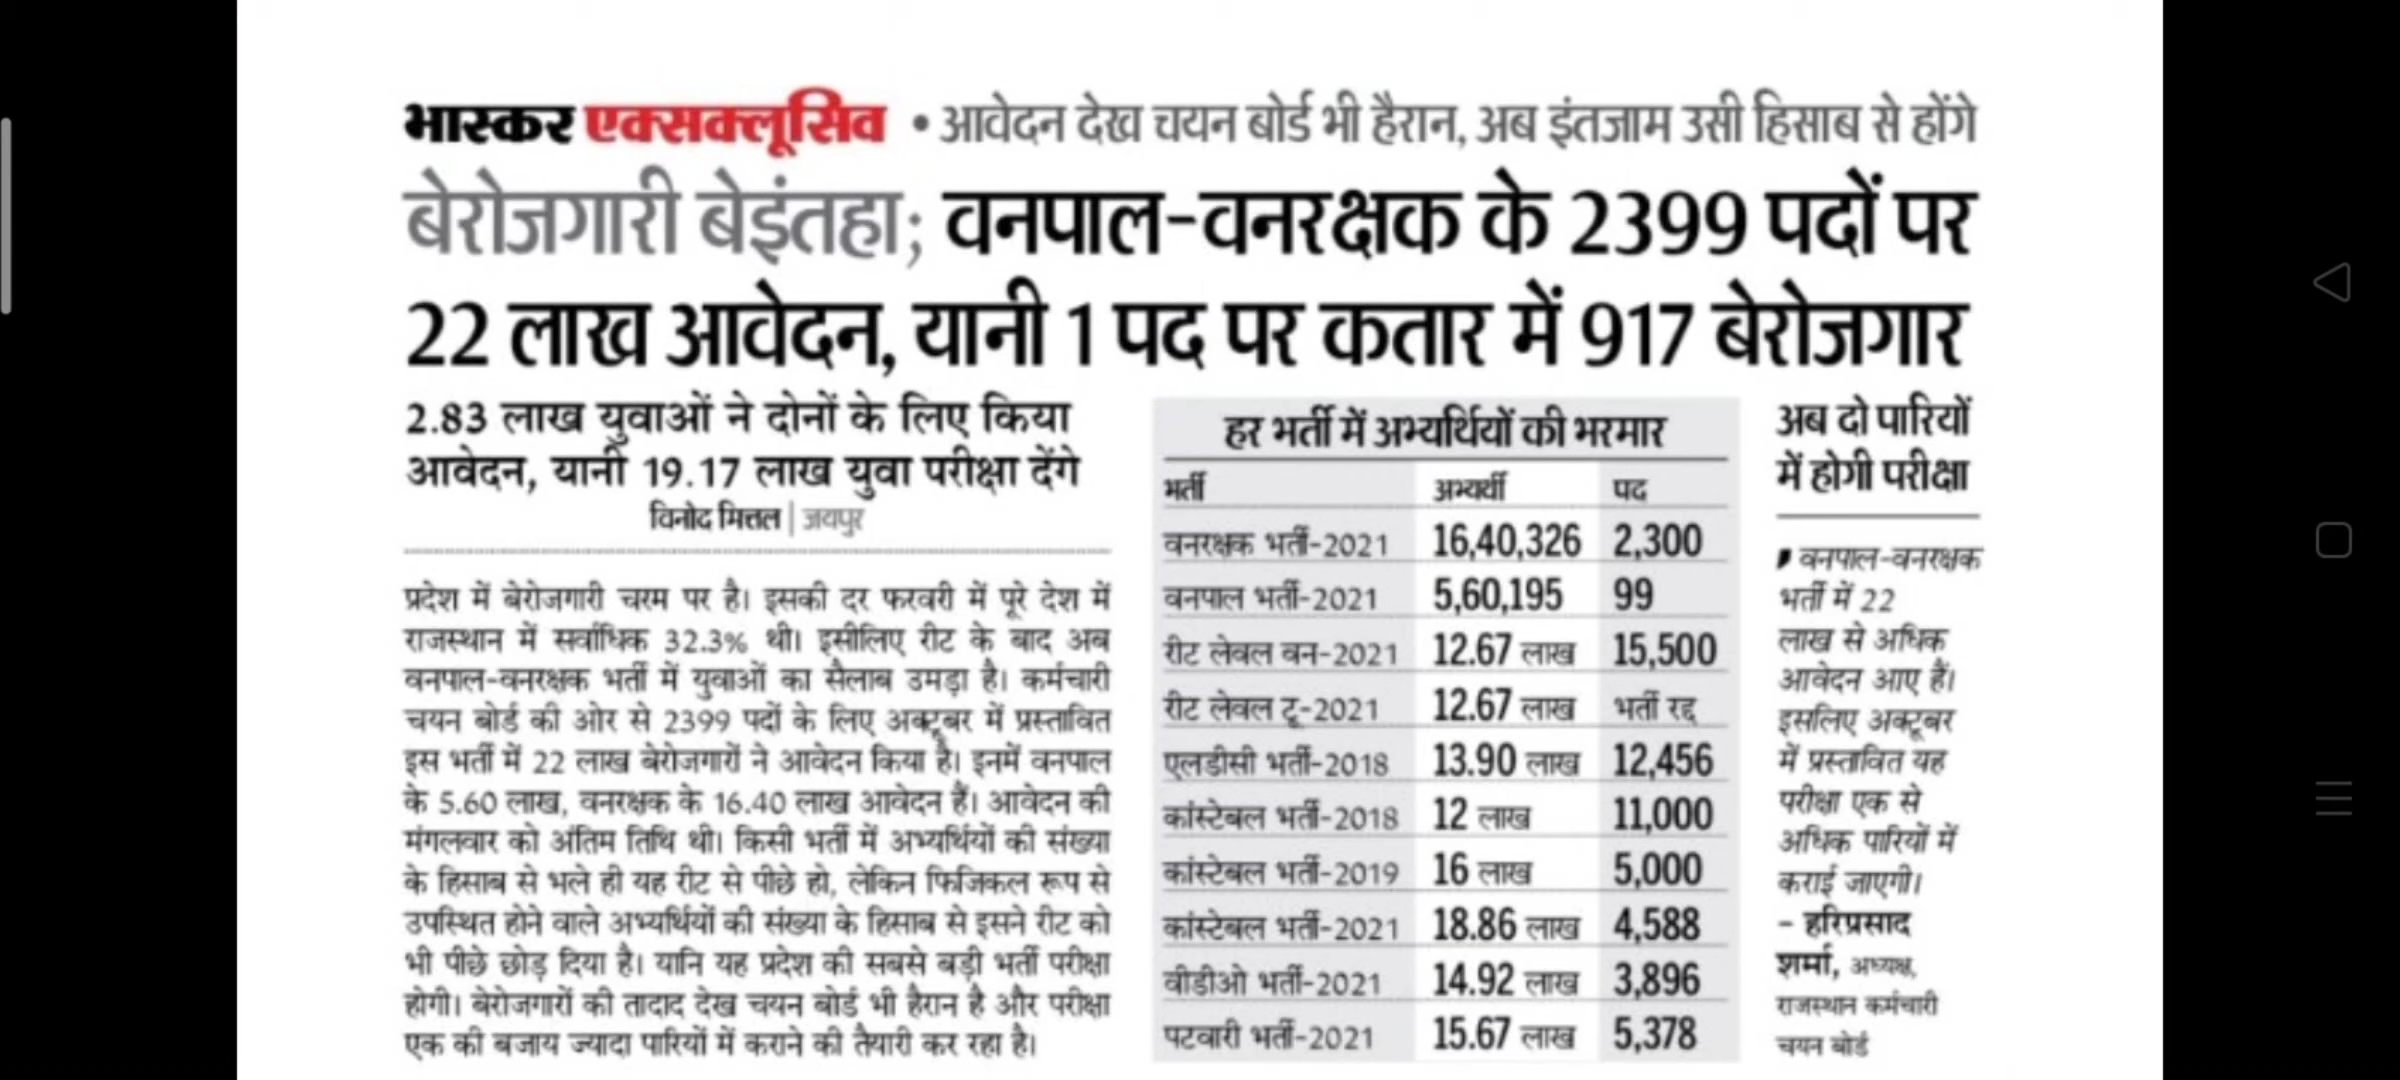 भास्कर एक्सक्लूसिव • आवेदन देख चयन बोर्ड भी हैरान, अब इंतजाम उसी हिसाब से होंगे
बेरोजगारी बेइंतहा; वनपाल-वनरक्षक के 2399 पदों पर
22 लाख आवेदन, यानी 1 पद पर कतार में 917 बेरोजगार
2.83 लाख युवाओं ने दोनों के लिए किया
आवेदन, यानी 19.17 लाख युवा परीक्षा देंगे
विनोद मित्तल | जयपुर
प्रदेश में बेरोजगारी चरम पर है। इसकी दर फरवरी में पूरे देश में
राजस्थान में सर्वाधिक 32.3% थी। इसीलिए रीट के बाद अब
वनपाल-वनरक्षक भर्ती में युवाओं का सैलाब उमड़ा है। कर्मचारी
चयन बोर्ड की ओर से 2399 पदों के लिए अक्टूबर में प्रस्तावित
इस भर्ती में 22 लाख बेरोजगारों ने आवेदन किया है। इनमें वनपाल
के 5.60 लाख, वनरक्षक के 16.40 लाख आवेदन हैं। आवेदन की
मंगलवार को अंतिम तिथि थी। किसी भर्ती में अभ्यर्थियों की संख्या
के हिसाब से भले ही यह रीट से पीछे हो, लेकिन फिजिकल रूप से
उपस्थित होने वाले अभ्यर्थियों की संख्या के हिसाब से इसने रीट को
भी पीछे छोड़ दिया है। यानि यह प्रदेश की सबसे बड़ी भर्ती परीक्षा
होगी। बेरोजगारों की तादाद देख चयन बोर्ड भी हैरान है और परीक्षा
एक की बजाय ज्यादा पारियों में कराने की तैयारी कर रहा है।
हर भर्ती में अभ्यर्थियों की भरमार
भर्ती अभ्यर्थी पद
वनरक्षक भर्ती-2021 16,40,326 2,300
वनपाल भर्ती-2021 5,60,195 99
रीट लेवल वन-2021 12.67 लाख 15,500
रीट लेवल टू-2021 12.67 लाख भर्ती रद्द
एलडीसी भर्ती-2018 13.90 लाख 12,456
कांस्टेबल भर्ती-2018 12 लाख 11,000
कांस्टेबल भर्ती-2019 16 लाख 5,000
कांस्टेबल भर्ती-2021 18.86 लाख 4,588
वीडीओ भर्ती-2021 14.92 लाख 3,896
पटवारी भर्ती-2021 15.67 लाख 5,378
अब दो पारियों
में होगी परीक्षा
वनपाल-वनरक्षक
भर्ती में 22
लाख से अधिक
आवेदन आए हैं।
इसलिए अक्टूबर
में प्रस्तावित यह
परीक्षा एक से
अधिक पारियों में
कराई जाएगी।
- हरिप्रसाद
शर्मा, अध्यक्ष,
राजस्थान कर्मचारी
चयन बोर्ड